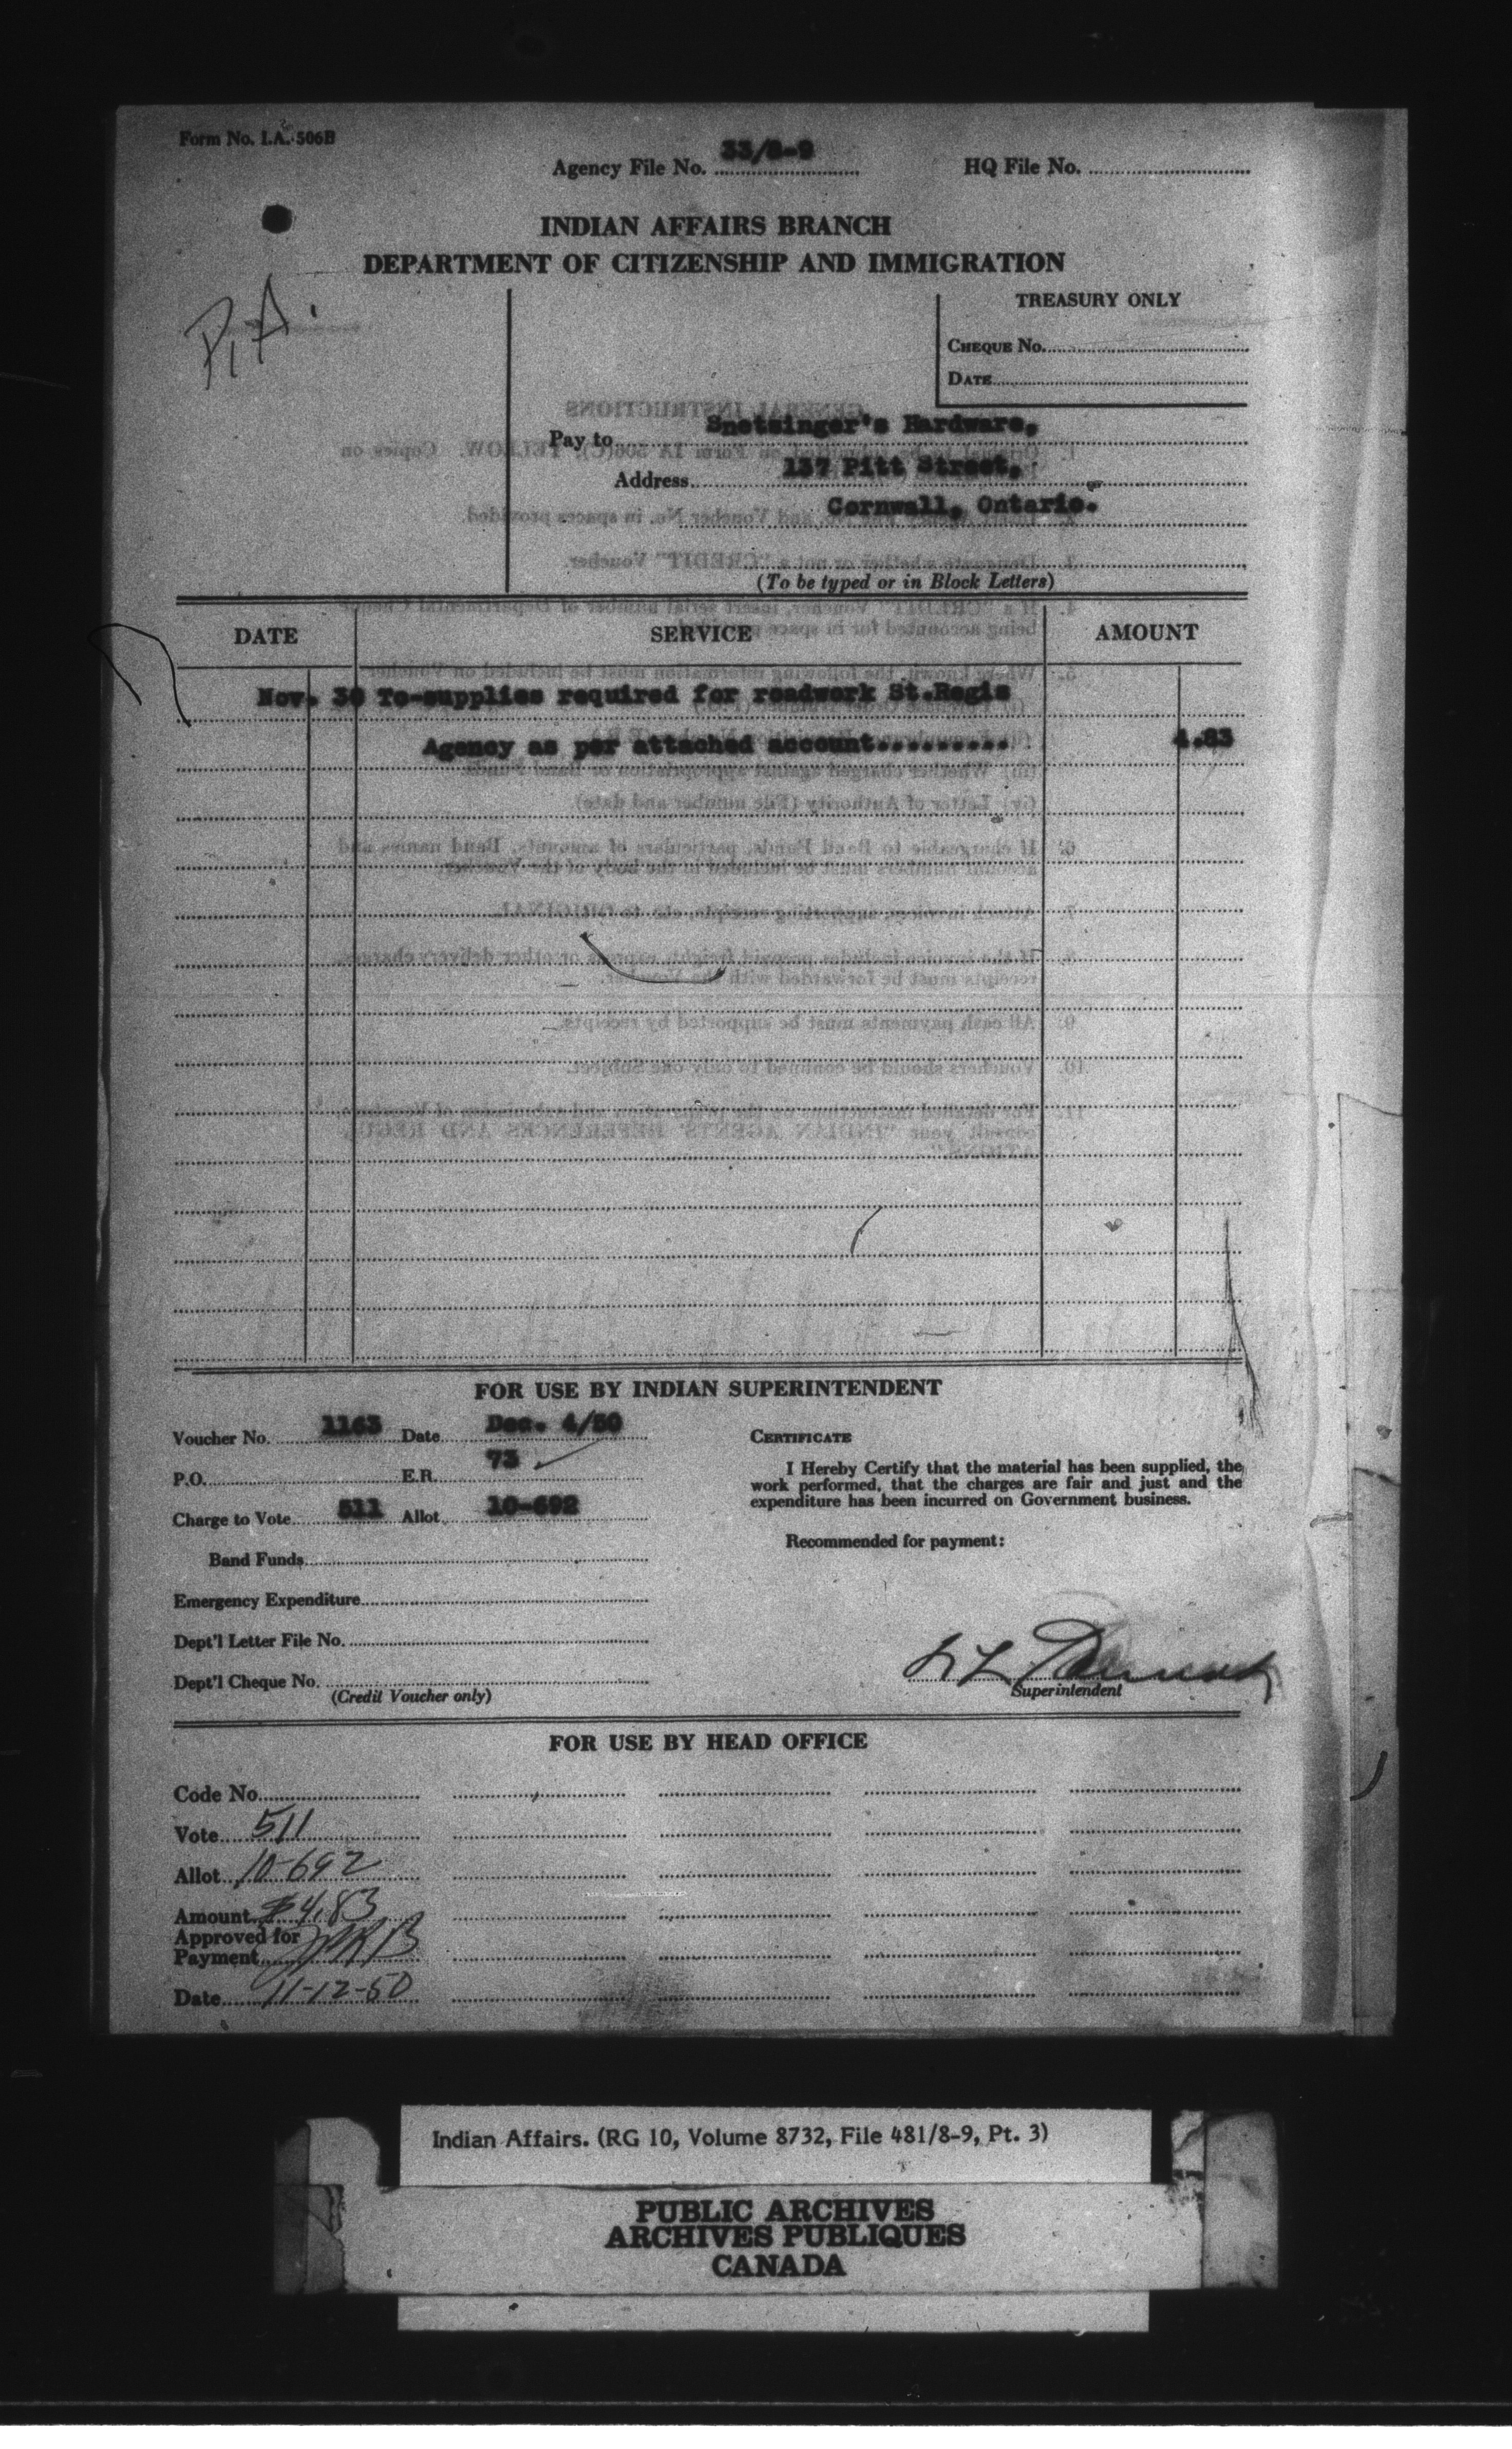 Form No. I.A. 506B
Agency File No. 33/8-9
HQ File No.
INDIAN AFFAIRS BRANCH
DEPARTMENT OF CITIZENSHIP AND IMMIGRATION
P.A.
TREASURY ONLY
CHEQUE No.
DATE
Pay to Snetsinger's Hardware,
Address 137 Pitt Street,
Cornwall, Ontario.
(To be typed or in Block Letters)
DATE SERVICE AMOUNT
Nov. 30 To-supplies required for roadwork St.Regis
Agency as per attached account......... 4.83
FOR USE BY INDIAN SUPERINTENDENT
Voucher No. 1163 Date Dec. 4/50
P.O. E.R. 73
Charge to Vote 511 Allot. 10-692
Band Funds
Emergency Expenditure
Dept'l Letter File No.
Dept'l Cheque No.
(Credit Voucher only)
CERTIFICATE
I Hereby Certify that the material has been supplied, the
work performed, that the charges are fair and just and the
expenditure has been incurred on Government business.
Recommended for payment:
Superintendent
FOR USE BY HEAD OFFICE
Code No.
Vote 511
Allot. 10-692
Amount $4.83
Approved for
Payment
Date 11-12-50
Indian Affairs. (RG 10, Volume 8732, File 481/8-9, Pt. 3)
PUBLIC ARCHIVES
ARCHIVES PUBLIQUES
CANADA